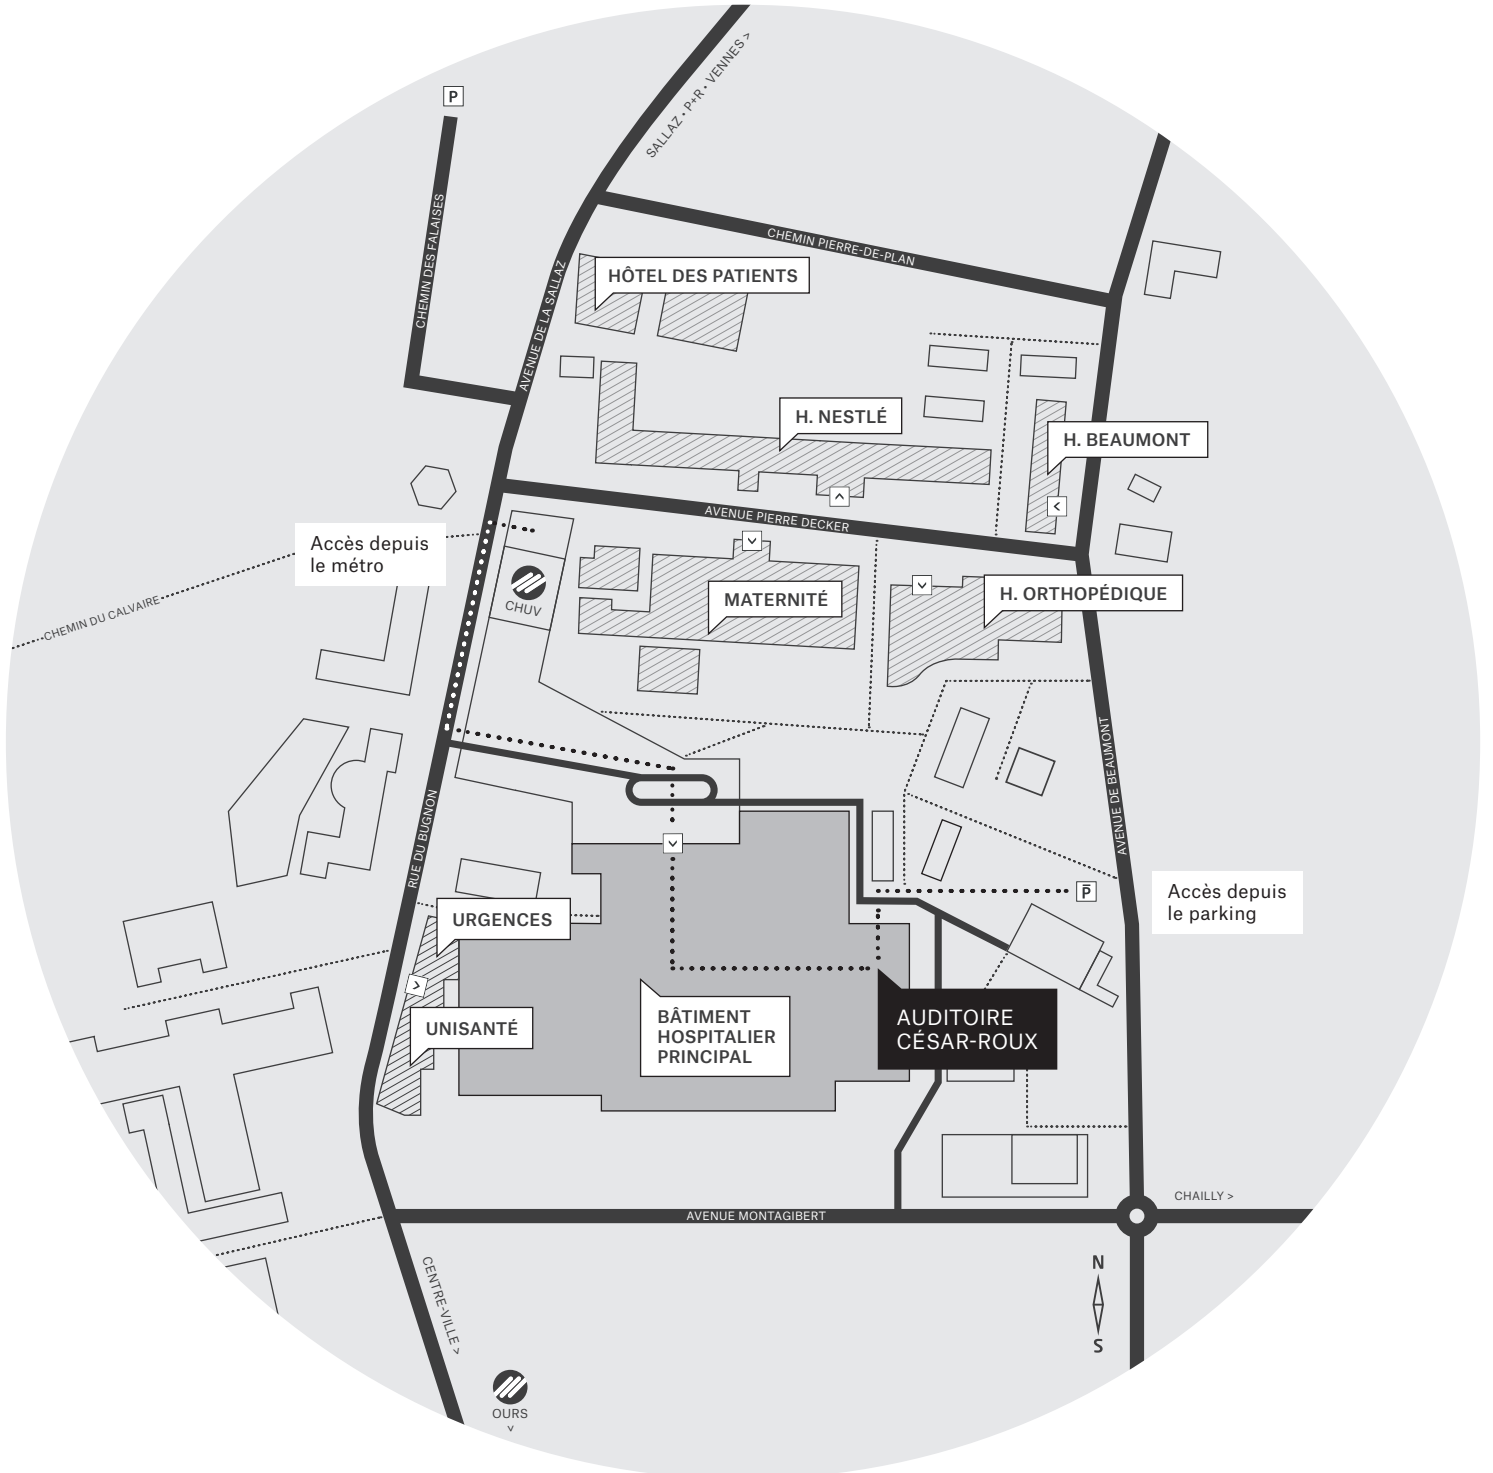 SALLAZ • P+R • VENNES >
P
CHEMIN DES FALAISES
AVENUE DE LA SALLAZ
CHEMIN PIERRE-DE-PLAN
HÔTEL DES PATIENTS
H. NESTLÉ
H. BEAUMONT
AVENUE PIERRE DECKER
Accès depuis
le métro
CHUV
MATERNITÉ
H. ORTHOPÉDIQUE
CHEMIN DU CALVAIRE
RUE DU BUGNON
AVENUE DE BEAUMONT
P
Accès depuis
le parking
URGENCES
UNISANTÉ
BÂTIMENT
HOSPITALIER
PRINCIPAL
AUDITOIRE
CÉSAR-ROUX
CHAILLY >
AVENUE MONTAGIBERT
CENTRE-VILLE >
N
S
OURS
>